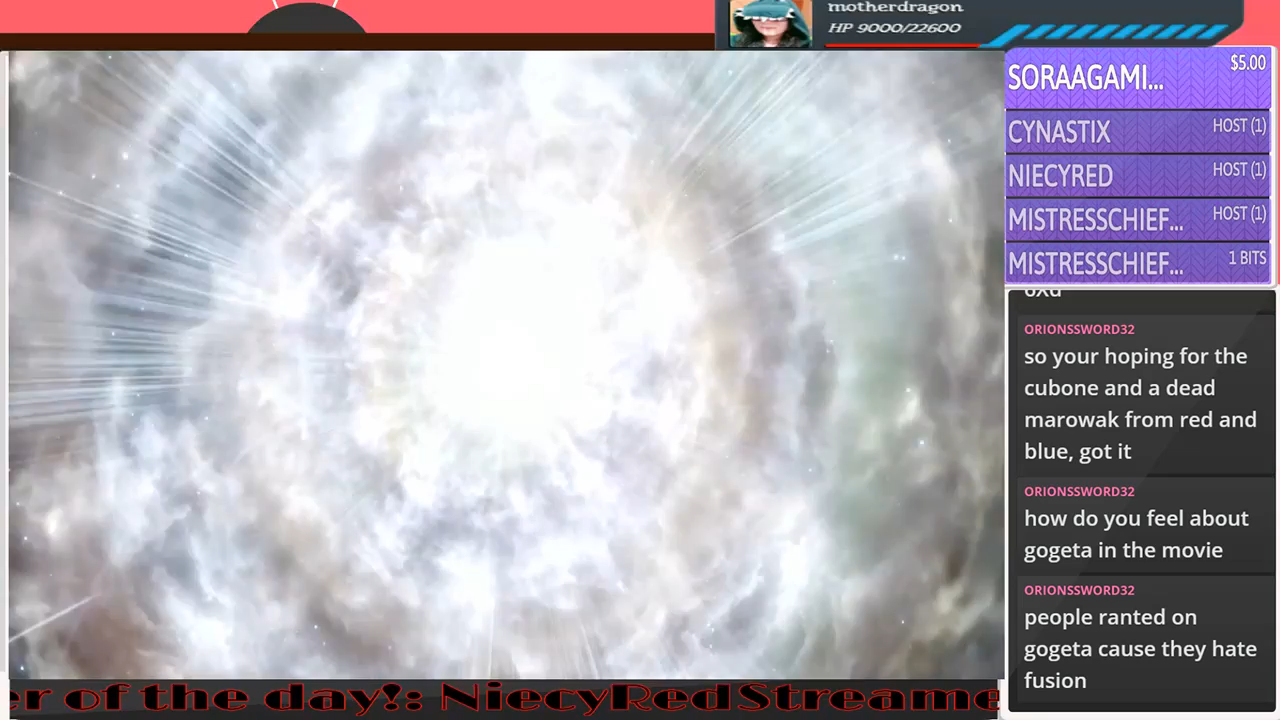 motherdragon
HP 9000/22600
SORAAGAMI... $5.00
CYNASTIX HOST (1)
NIECYRED HOST (1)
MISTRESSCHIEF... HOST (1)
MISTRESSCHIEF... 1 BITS
ORIONSSWORD32
so your hoping for the
cubone and a dead
marowak from red and
blue, got it
ORIONSSWORD32
how do you feel about
gogeta in the movie
ORIONSSWORD32
people ranted on
gogeta cause they hate
fusion
er of the day!: NiecyRedStreame